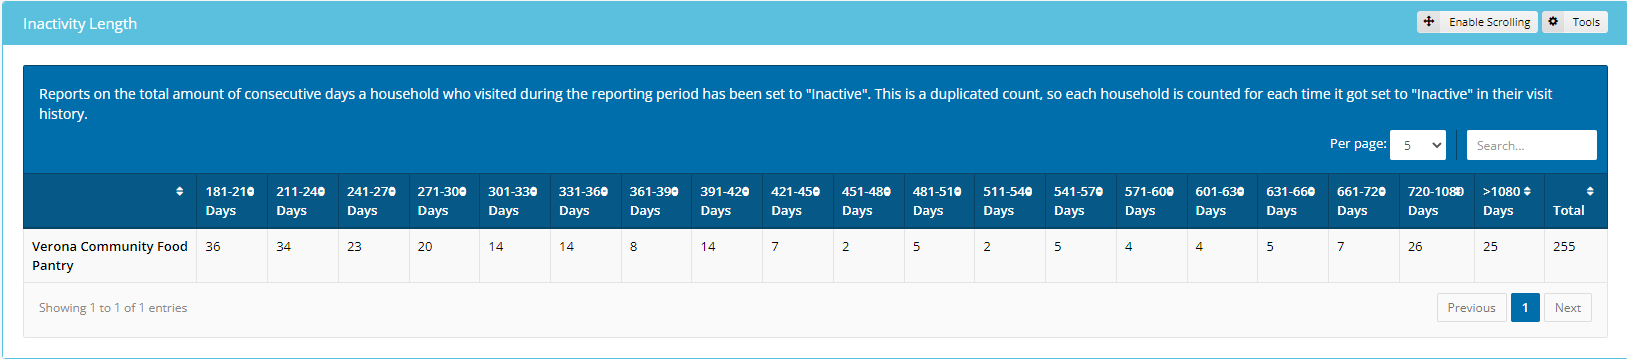 Inactivity Length
Enable Scrolling
Tools
Reports on the total amount of consecutive days a household who visited during the reporting period has been set to "Inactive". This is a duplicated count, so each household is counted for each time it got set to "Inactive" in their visit
history.
Per page: 5 Search...
181-210 211-240 241-270 271-300 301-330 331-360 361-390 391-420 421-450 451-480 481-510 511-540 541-570 571-600 601-630 631-660 661-720 720-1080 >1080
Days Days Days Days Days Days Days Days Days Days Days Days Days Days Days Days Days Days Days Total
Verona Community Food 36 34 23 20 14 14 8 14 7 2 5 2 5 4 4 5 7 26 25 255
Pantry
Showing 1 to 1 of 1 entries
Previous 1 Next